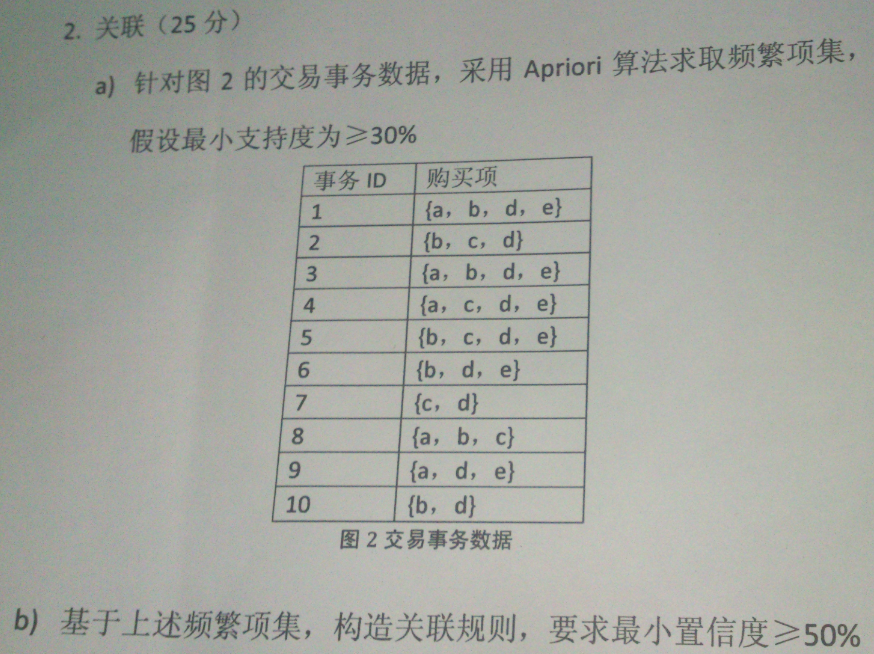 2. 关联（25 分）
a) 针对图 2 的交易事务数据，采用 Apriori 算法求取频繁项集，
假设最小支持度为≥30%
事务 ID 购买项
1 {a，b，d，e}
2 {b，c，d}
3 {a，b，d，e}
4 {a，c，d，e}
5 {b，c，d，e}
6 {b，d，e}
7 {c，d}
8 {a，b，c}
9 {a，d，e}
10 {b，d}
图 2 交易事务数据
b) 基于上述频繁项集，构造关联规则，要求最小置信度≥50%